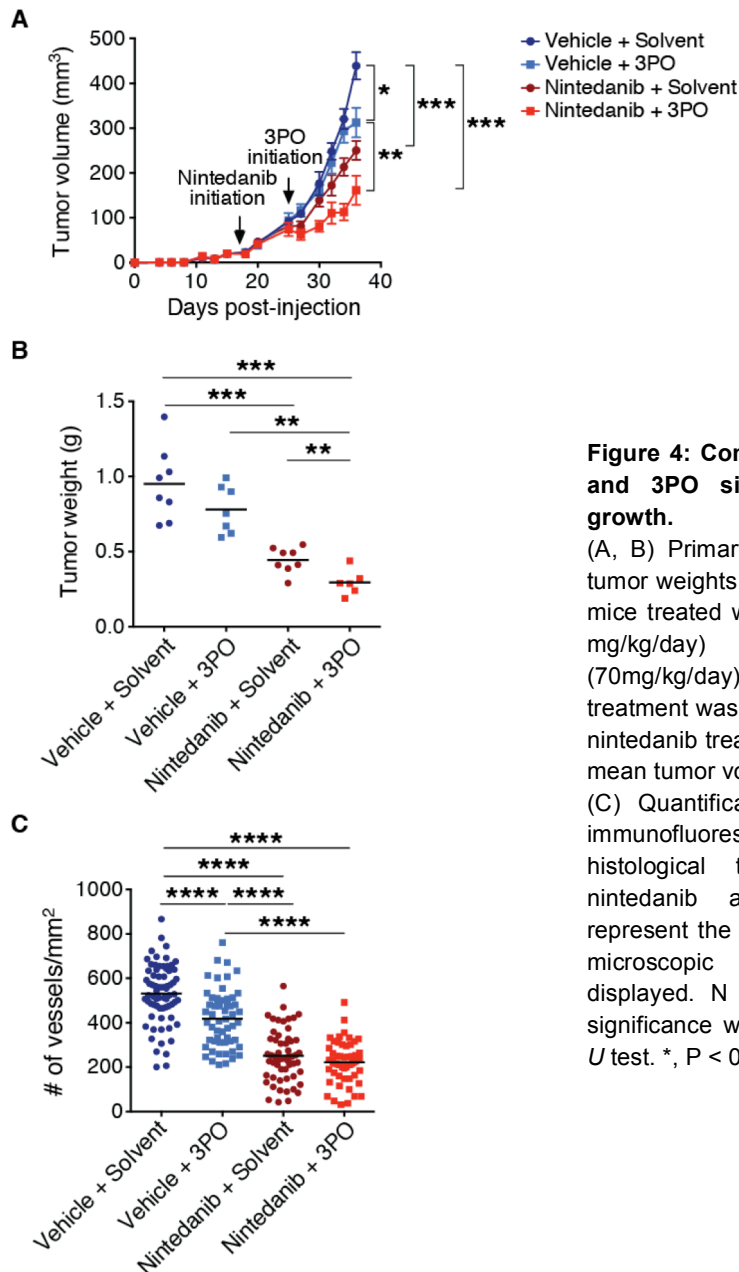 A
Tumor volume (mm3)
500
400
300
200
100
0
0
10
20
30
40
Days post-injection
Nintedanib
initiation
3PO
initiation
*
**
***
***
Vehicle + Solvent
Vehicle + 3PO
Nintedanib + Solvent
Nintedanib + 3PO
B
***
***
**
**
Tumor weight (g)
1.5
1.0
0.5
0.0
Vehicle + Solvent
Vehicle + 3PO
Nintedanib + Solvent
Nintedanib + 3PO
C
****
****
**** ****
****
# of vessels/mm2
1000
800
600
400
200
0
Vehicle + Solvent
Vehicle + 3PO
Nintedanib + Solvent
Nintedanib + 3PO
Figure 4: Con
and 3PO si
growth.
(A, B) Primar
tumor weights
mice treated w
mg/kg/day)
(70mg/kg/day)
treatment was
nintedanib trea
mean tumor vo
(C) Quantifica
immunofluores
histological t
nintedanib a
represent the
microscopic
displayed. N
significance w
U test. *, P < 0